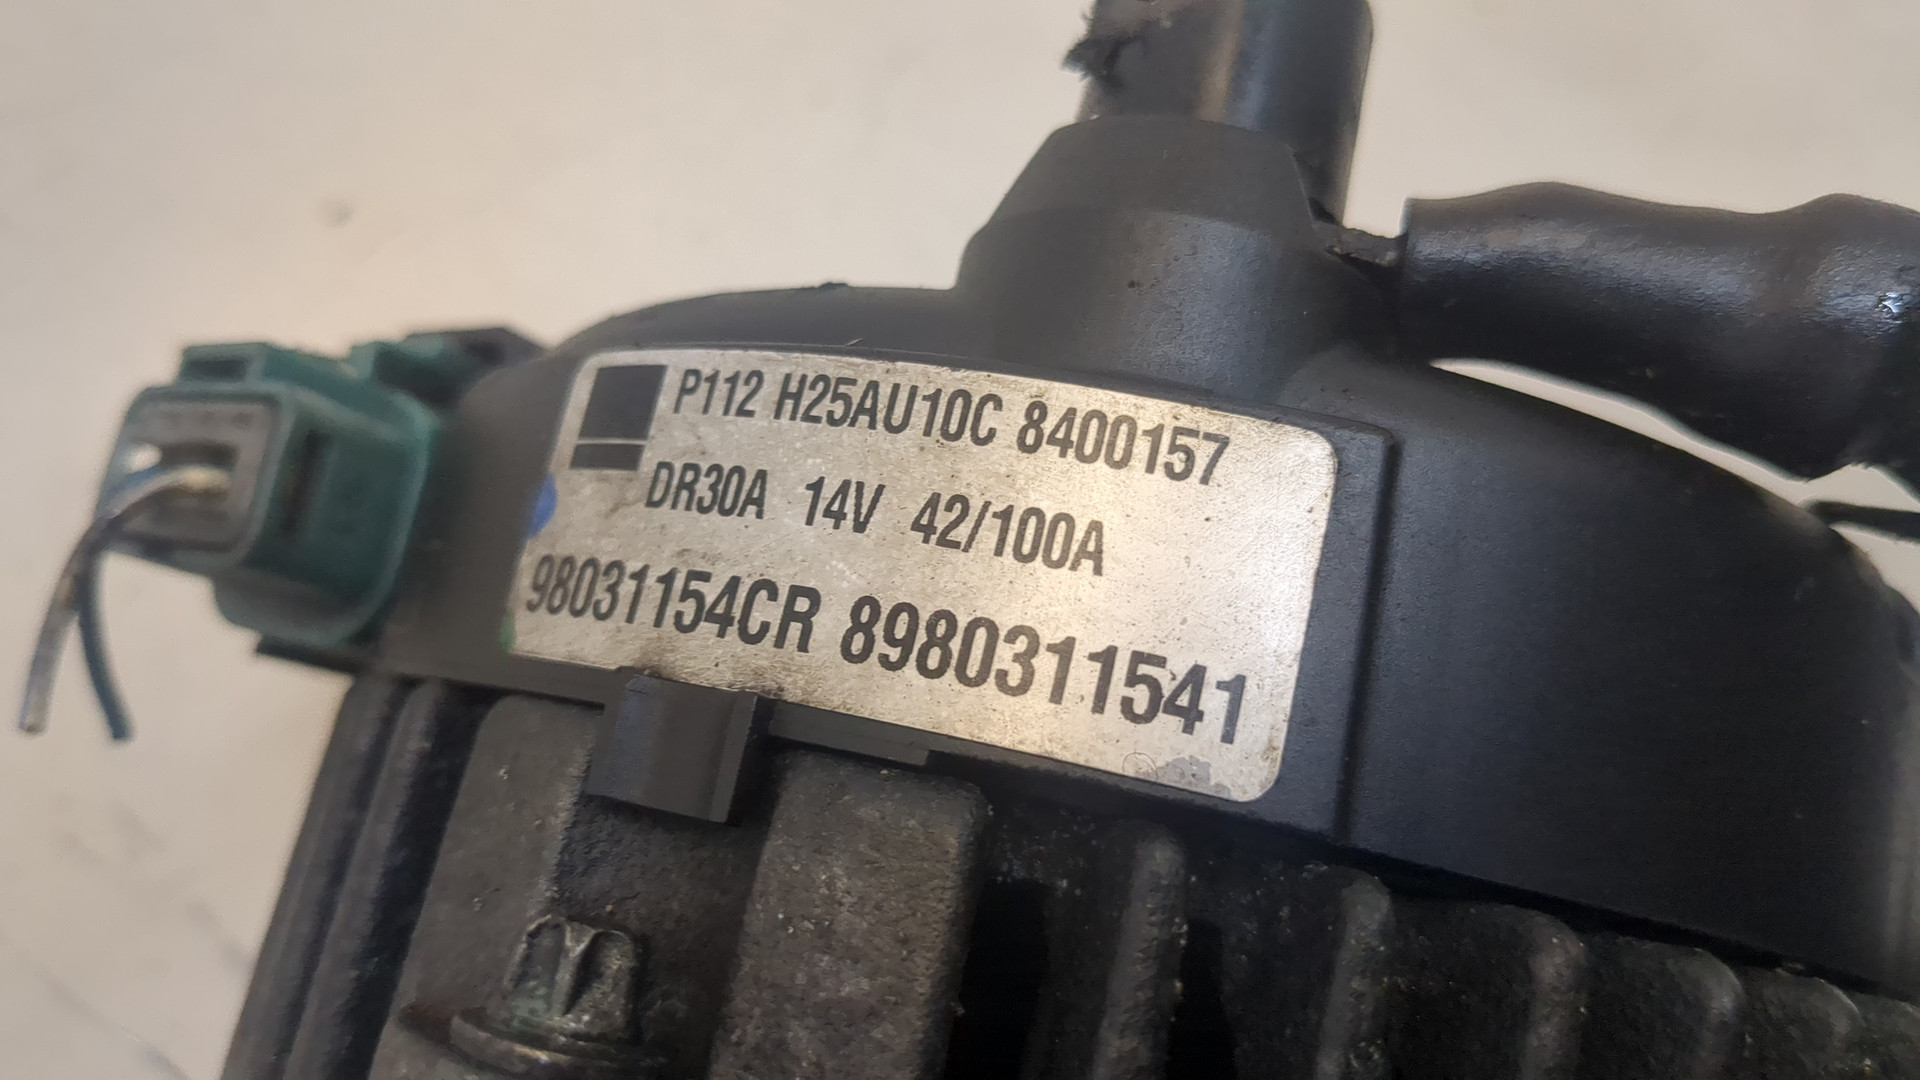 P112 H25AU10C 8400157
DR30A 14V 42/100A
98031154CR 8980311541